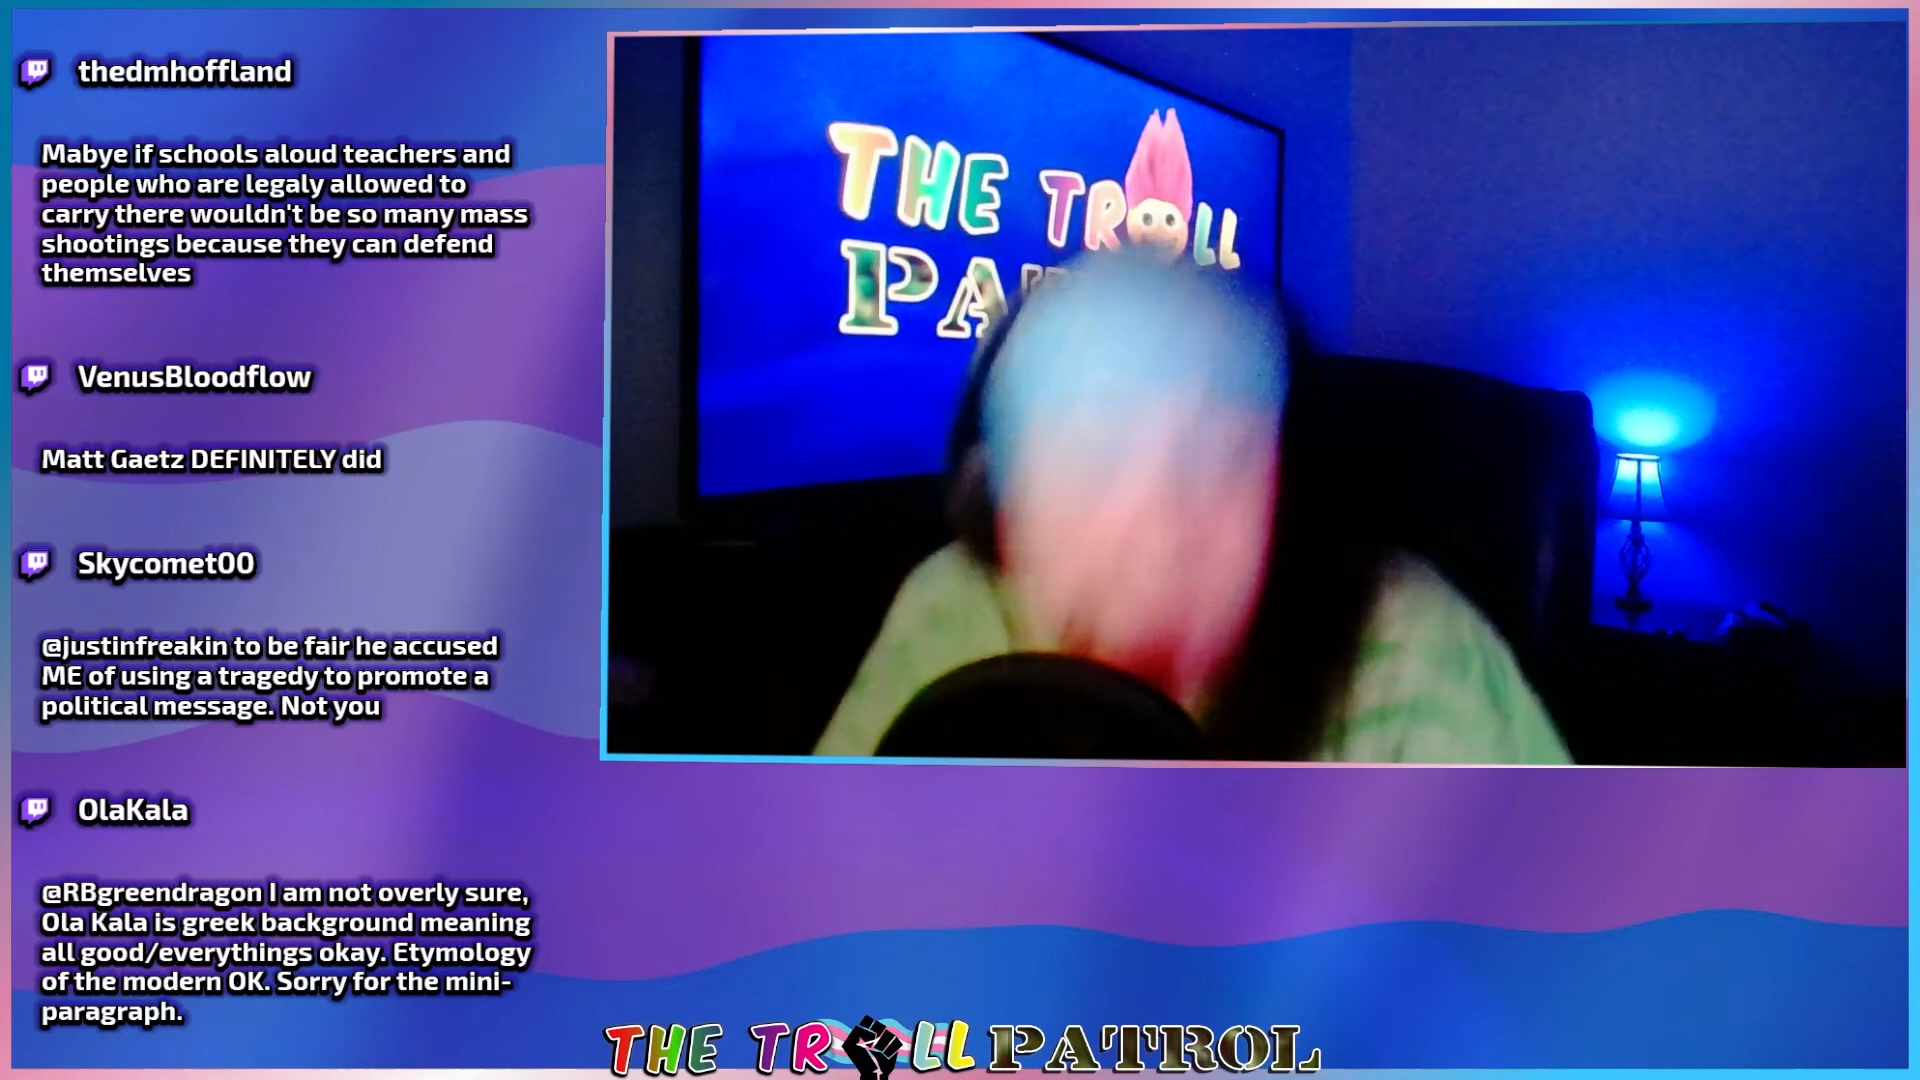 thedmhoffland
Mabye if schools aloud teachers and
people who are legaly allowed to
carry there wouldn't be so many mass
shootings because they can defend
themselves
VenusBloodflow
Matt Gaetz DEFINITELY did
Skycomet00
@justinfreakin to be fair he accused
ME of using a tragedy to promote a
political message. Not you
OlaKala
@RBgreendragon I am not overly sure,
Ola Kala is greek background meaning
all good/everythings okay. Etymology
of the modern OK. Sorry for the mini-
paragraph.
THE TROLL
PA
THE TROLL PATROL